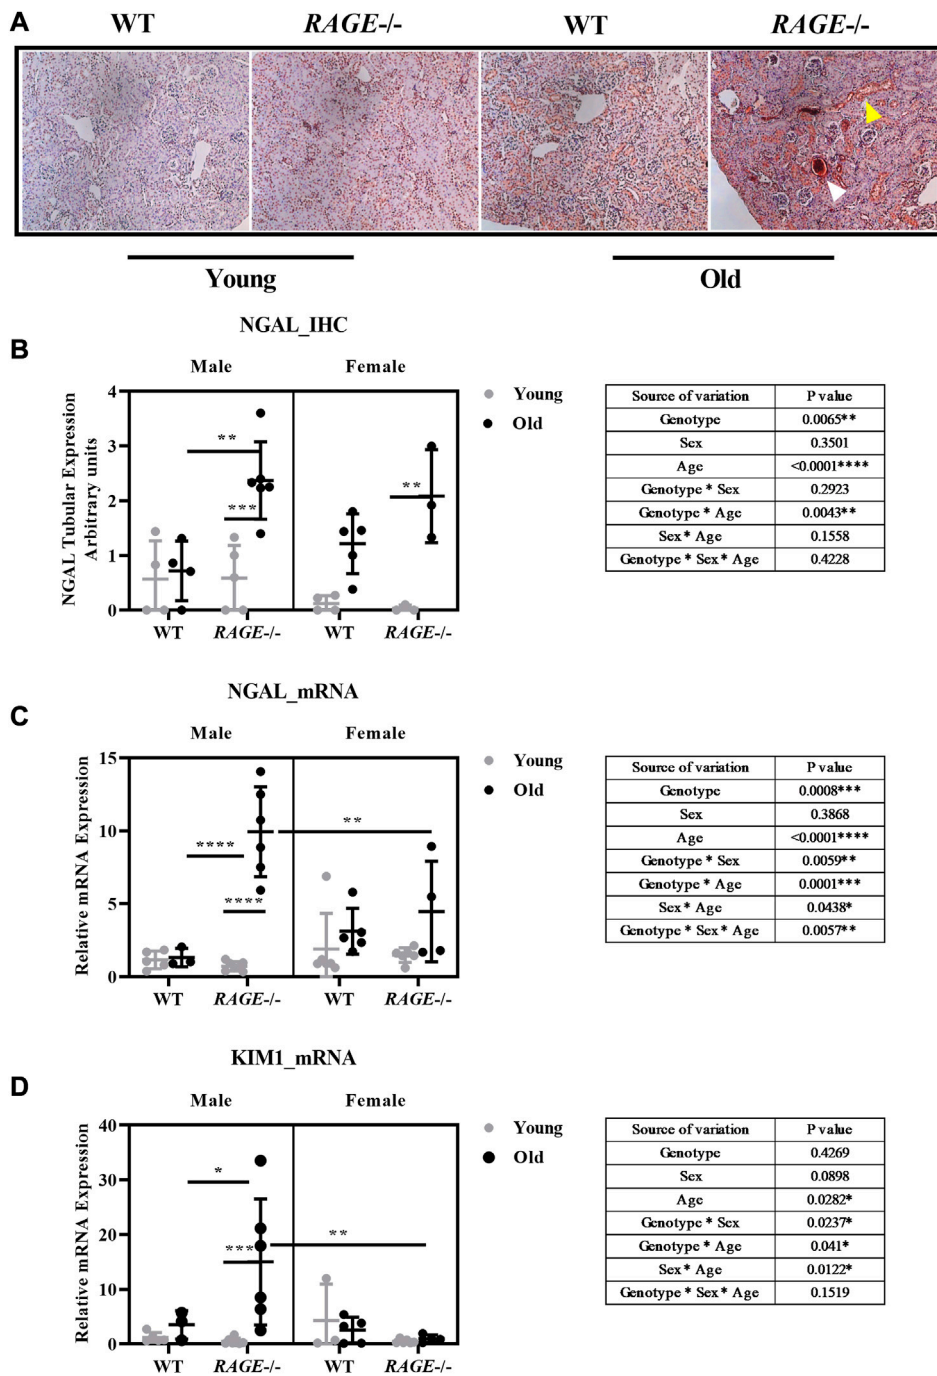 A
WT RAGE-/- WT RAGE-/-
Young Old
NGAL_IHC
B
Male Female
NGAL Tubular Expression
Arbitrary units
4
3
2
1
0
** *** **
WT RAGE-/- WT RAGE-/-
Young
Old
Source of variation P value
Genotype 0.0065**
Sex 0.3501
Age <0.0001****
Genotype * Sex 0.2923
Genotype * Age 0.0043**
Sex * Age 0.1558
Genotype * Sex * Age 0.4228
NGAL_mRNA
C
Male Female
Relative mRNA Expression
15
10
5
0
**** **** **
WT RAGE-/- WT RAGE-/-
Young
Old
Source of variation P value
Genotype 0.0008***
Sex 0.3868
Age <0.0001****
Genotype * Sex 0.0059**
Genotype * Age 0.0001***
Sex * Age 0.0438*
Genotype * Sex * Age 0.0057**
KIM1_mRNA
D
Male Female
Relative mRNA Expression
40
30
20
10
0
* *** **
WT RAGE-/- WT RAGE-/-
Young
Old
Source of variation P value
Genotype 0.4269
Sex 0.0898
Age 0.0282*
Genotype * Sex 0.0237*
Genotype * Age 0.041*
Sex * Age 0.0122*
Genotype * Sex * Age 0.1519